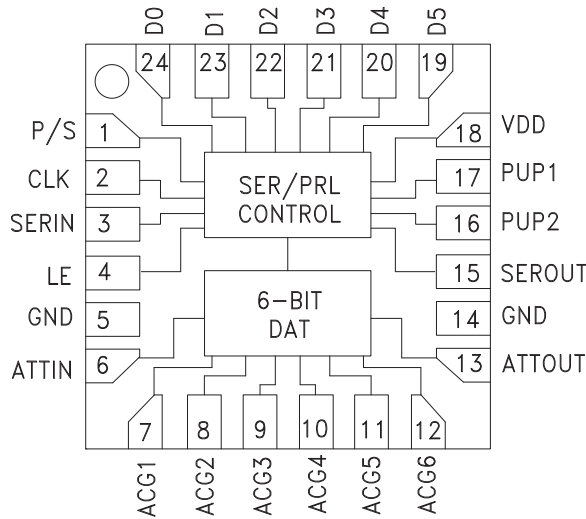 D0 D1 D2 D3 D4 D5
24 23 22 21 20 19
P/S 1
CLK 2
SERIN 3
LE 4
GND 5
ATTIN 6
SER/PRL
CONTROL
6-BIT
DAT
18 VDD
17 PUP1
16 PUP2
15 SEROUT
14 GND
13 ATTOUT
7 8 9 10 11 12
ACG1 ACG2 ACG3 ACG4 ACG5 ACG6